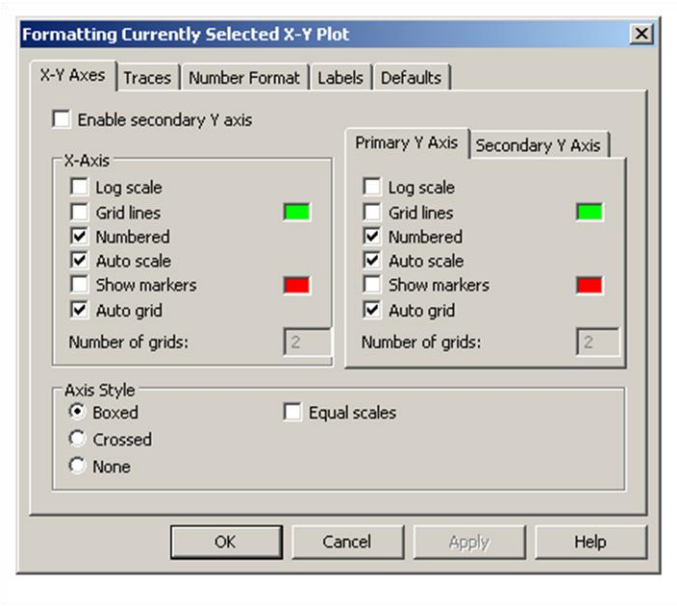 Formatting Currently Selected X-Y Plot
X-Y Axes Traces Number Format Labels Defaults
Enable secondary Y axis
X-Axis
Log scale
Grid lines
Numbered
Auto scale
Show markers
Auto grid
Number of grids: 2
Primary Y Axis Secondary Y Axis
Log scale
Grid lines
Numbered
Auto scale
Show markers
Auto grid
Number of grids: 2
Axis Style
Boxed Equal scales
Crossed
None
OK Cancel Apply Help